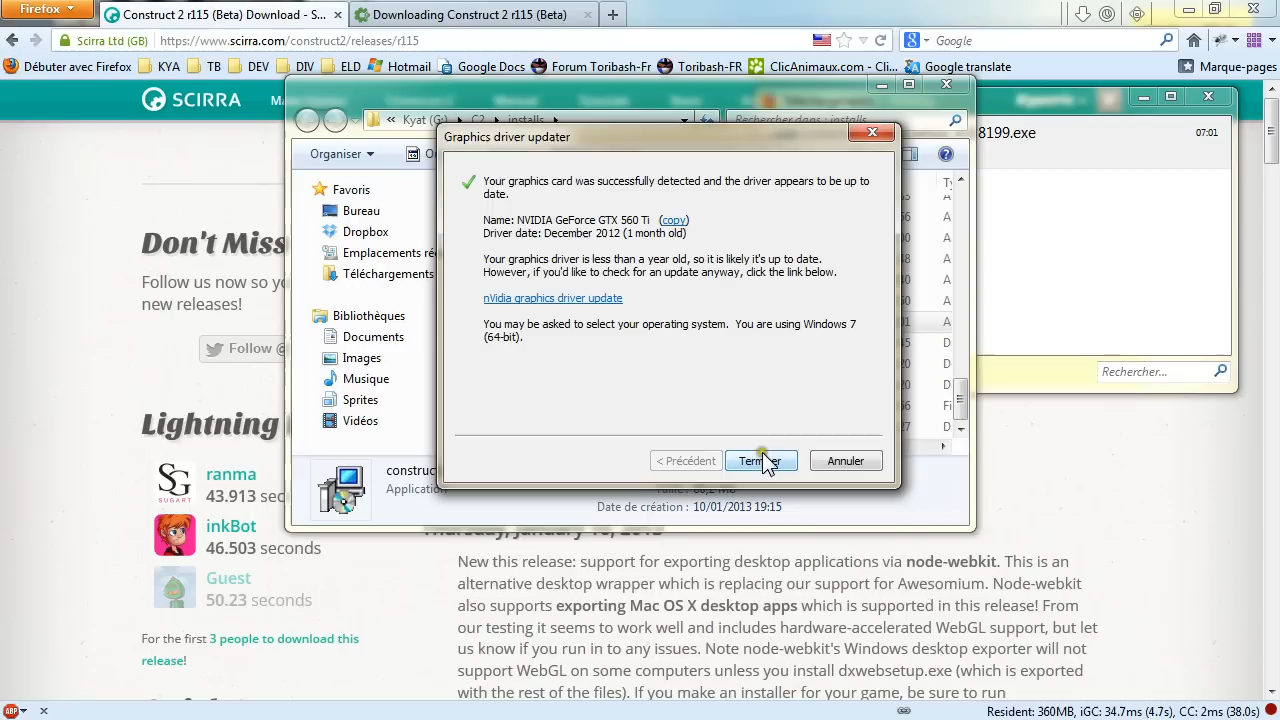 Firefox
Construct 2 r115 (Beta) Download - S...
Downloading Construct 2 r115 (Beta)
Scirra Ltd (GB)
https://www.scirra.com/construct2/releases/r115
Google
Débuter avec Firefox
KYA
TB
DEV
DIV
ELD
Hotmail
Google Docs
Forum Toribash-Fr
Toribash-FR
ClicAnimaux.com - Cli...
Google translate
Marque-pages
SCIRRA
« Kyat (G:)
C2
Rechercher dans : installs
8199.exe
07:01
Organiser
Graphics driver updater
Favoris
Bureau
Dropbox
Emplacements ré
Téléchargements
Bibliothèques
Documents
Images
Musique
Sprites
Vidéos
Your graphics card was successfully detected and the driver appears to be up to
date.
Name: NVIDIA GeForce GTX 560 Ti (copy)
Driver date: December 2012 (1 month old)
Your graphics driver is less than a year old, so it is likely it's up to date.
However, if you'd like to check for an update anyway, click the link below.
nVidia graphics driver update
You may be asked to select your operating system. You are using Windows 7
(64-bit).
< Précédent
Annuler
Rechercher...
construc
Application
Date de création : 10/01/2013 19:15
Don't Miss
Follow us now so yo
new releases!
Follow @
Lightning
ranma
43.913 seconds
inkBot
46.503 seconds
Guest
50.23 seconds
SG
SUGART
For the first 3 people to download this
release!
Thursday, January 10, 2013
New this release: support for exporting desktop applications via node-webkit. This is an
alternative desktop wrapper which is replacing our support for Awesomium. Node-webkit
also supports exporting Mac OS X desktop apps which is supported in this release! From
our testing it seems to work well and includes hardware-accelerated WebGL support, but let
us know if you run in to any issues. Note node-webkit's Windows desktop exporter will not
support WebGL on some computers unless you install dxwebsetup.exe (which is exported
with the rest of the files). If you make an installer for your game, be sure to run
ABP
Resident: 360MB, iGC: 34.7ms (4.7s), CC: 2ms (38.0s)